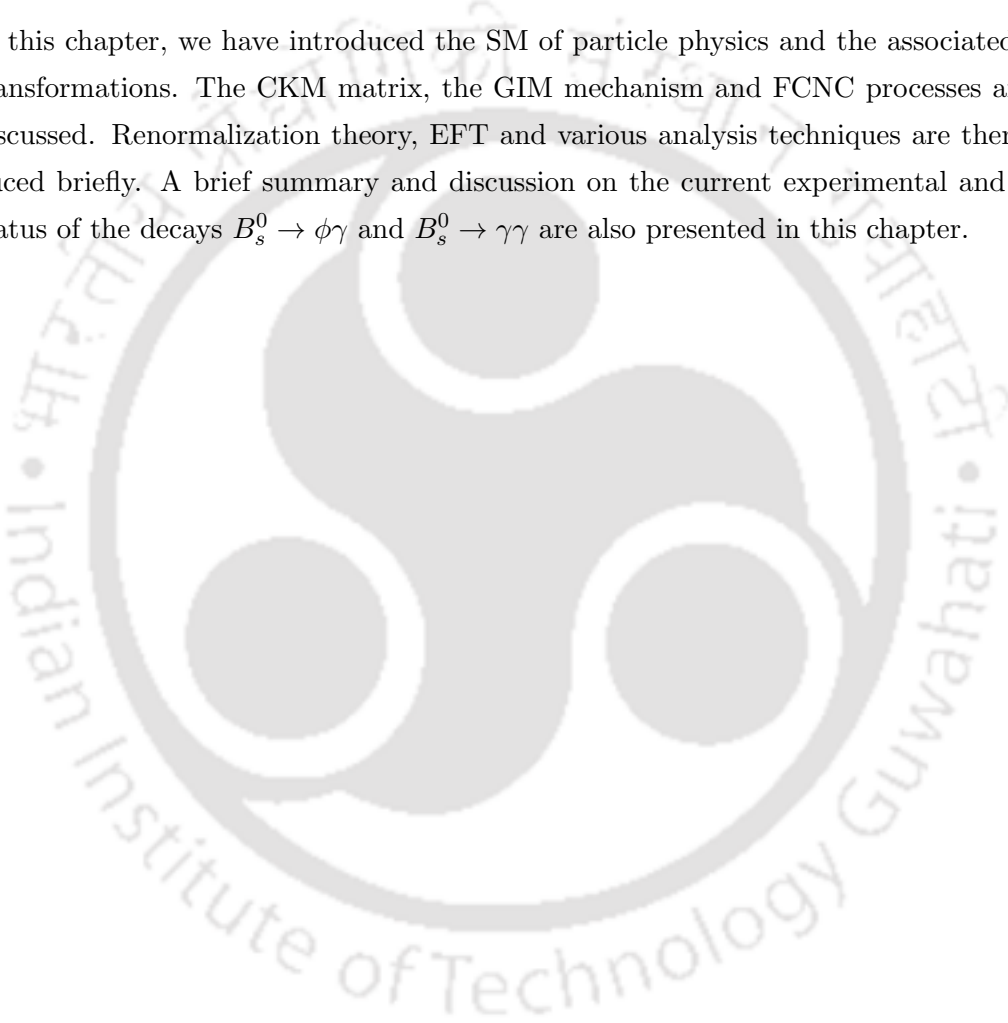 this chapter, we have introduced the SM of particle physics and the associated
ansformations. The CKM matrix, the GIM mechanism and FCNC processes a
scussed. Renormalization theory, EFT and various analysis techniques are then
uced briefly. A brief summary and discussion on the current experimental and
atus of the decays $B_s^0 \to \phi\gamma$ and $B_s^0 \to \gamma\gamma$ are also presented in this chapter.
Indian Institute of Technology Guwahati